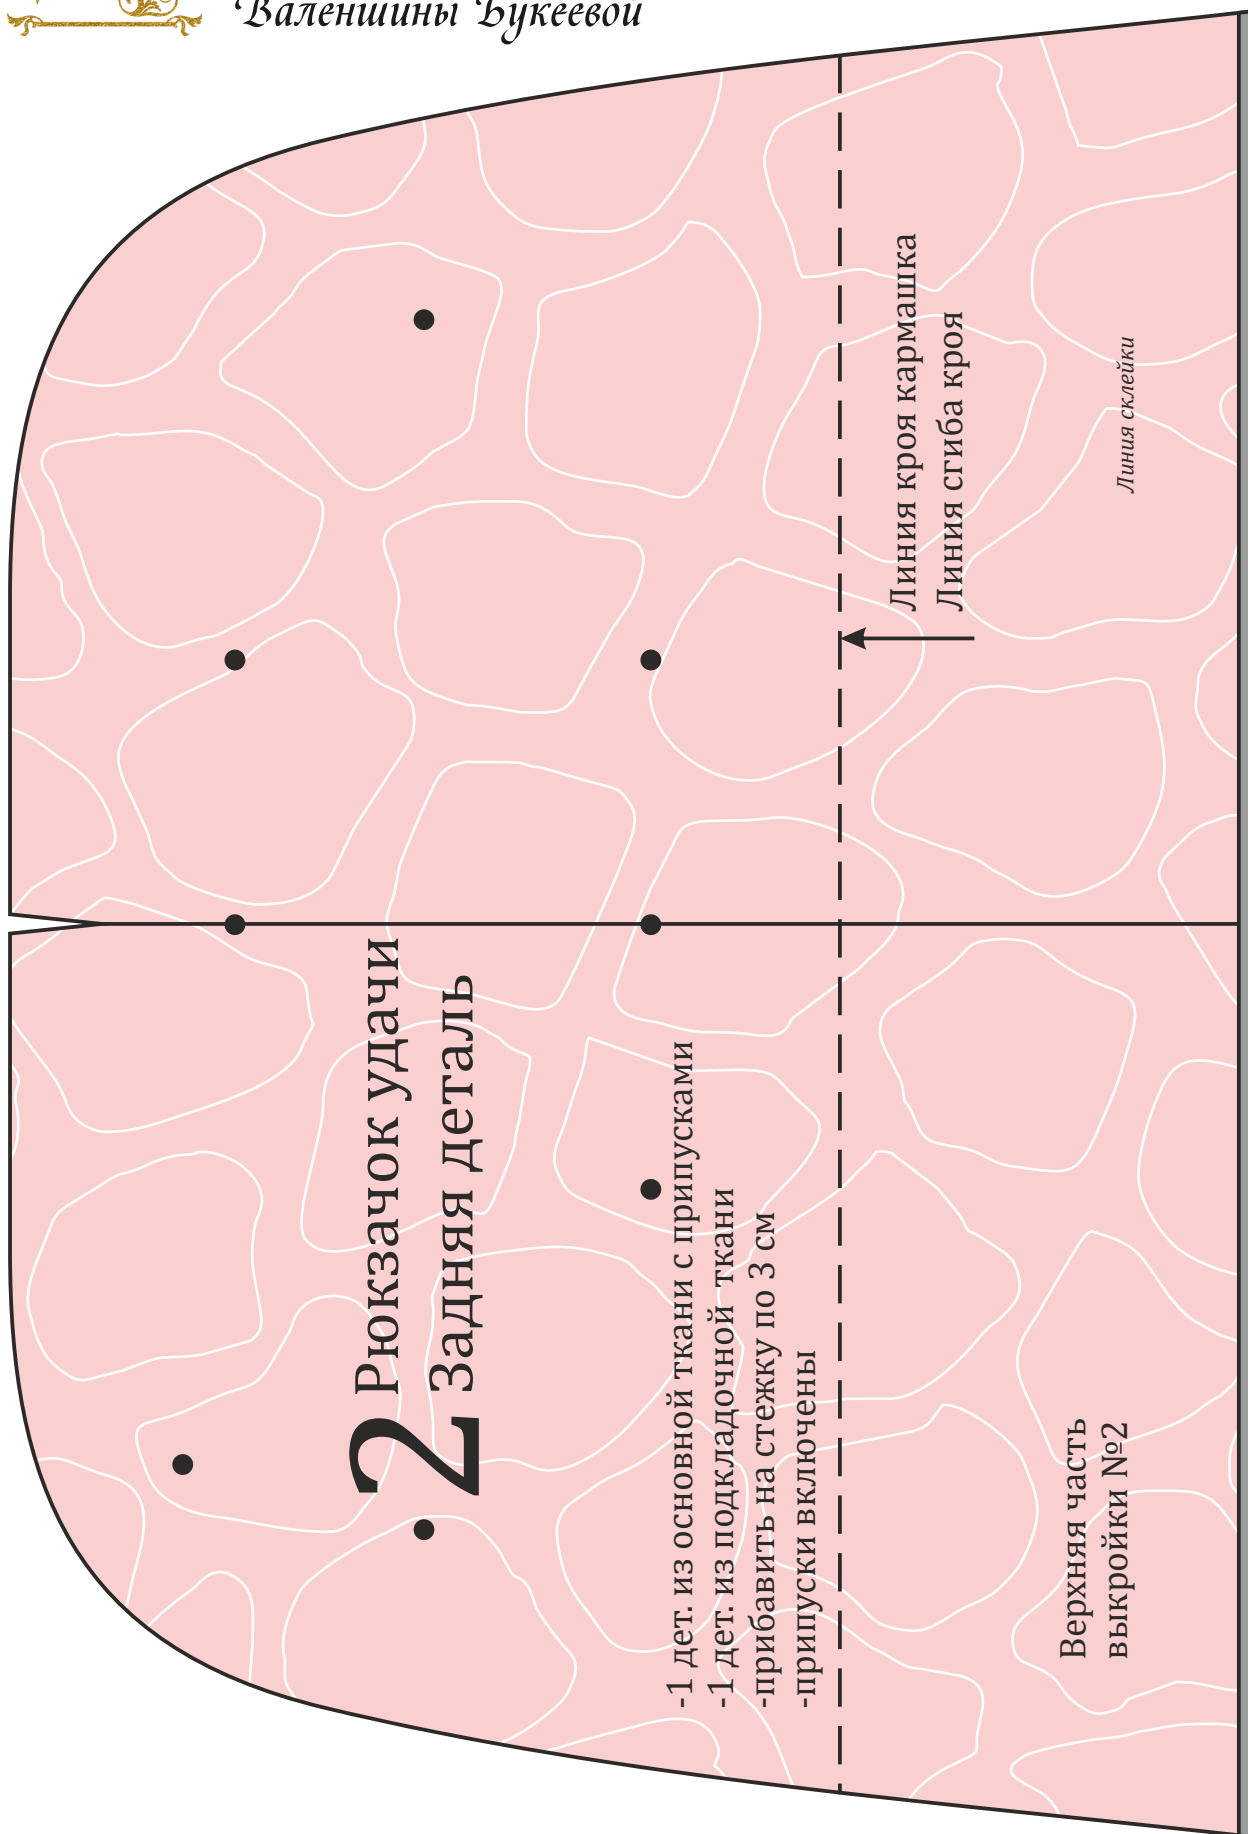 Валентины Букеевой
2
Рюкзачок удачи
Задняя деталь
-1 дет. из основной ткани с припусками
-1 дет. из подкладочной ткани
-прибавить на стежку по 3 см
-припуски включены
Линия кроя кармашка
Линия сгиба кроя
Линия склейки
Верхняя часть
выкройки №2